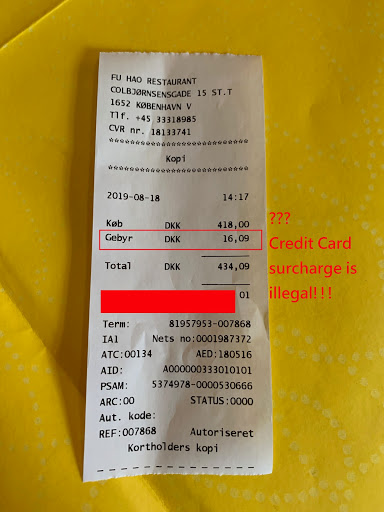 FU HAO RESTAURANT
COLBJØRNSENSGADE 15 ST.T
1652 KØBENHAVN V
Tlf. +45 33318985
CVR nr. 18133741
**************************
Kopi
**************************
2019-08-18 14:17
Køb DKK 418,00
Gebyr DKK 16,09
Total DKK 434,09
01
Term: 81957953-007868
IA1 Nets no:0001987372
ATC:00134 AED:180516
AID: A000000333010101
PSAM: 5374978-0000530666
ARC:00 STATUS:0000
Aut. kode:
REF:007868 Autoriseret
Kortholders kopi
???
Credit Card
surcharge is
illegal!!!